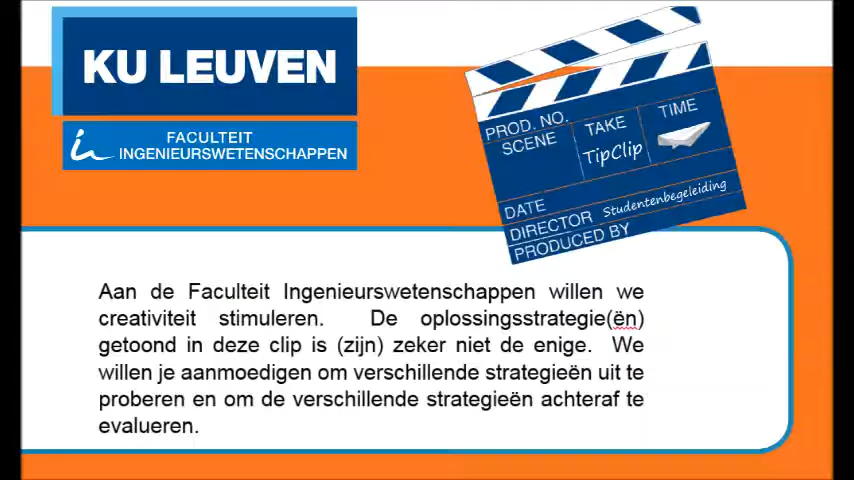 KU LEUVEN
FACULTEIT
INGENIEURSWETENSCHAPPEN
PROD. NO.
SCENE
TAKE
TipClip
TIME
DATE
DIRECTOR Studentenbegeleiding
PRODUCED BY
Aan de Faculteit Ingenieurswetenschappen willen we
creativiteit stimuleren. De oplossingsstrategie(ën)
getoond in deze clip is (zijn) zeker niet de enige. We
willen je aanmoedigen om verschillende strategieën uit te
proberen en om de verschillende strategieën achteraf te
evalueren.